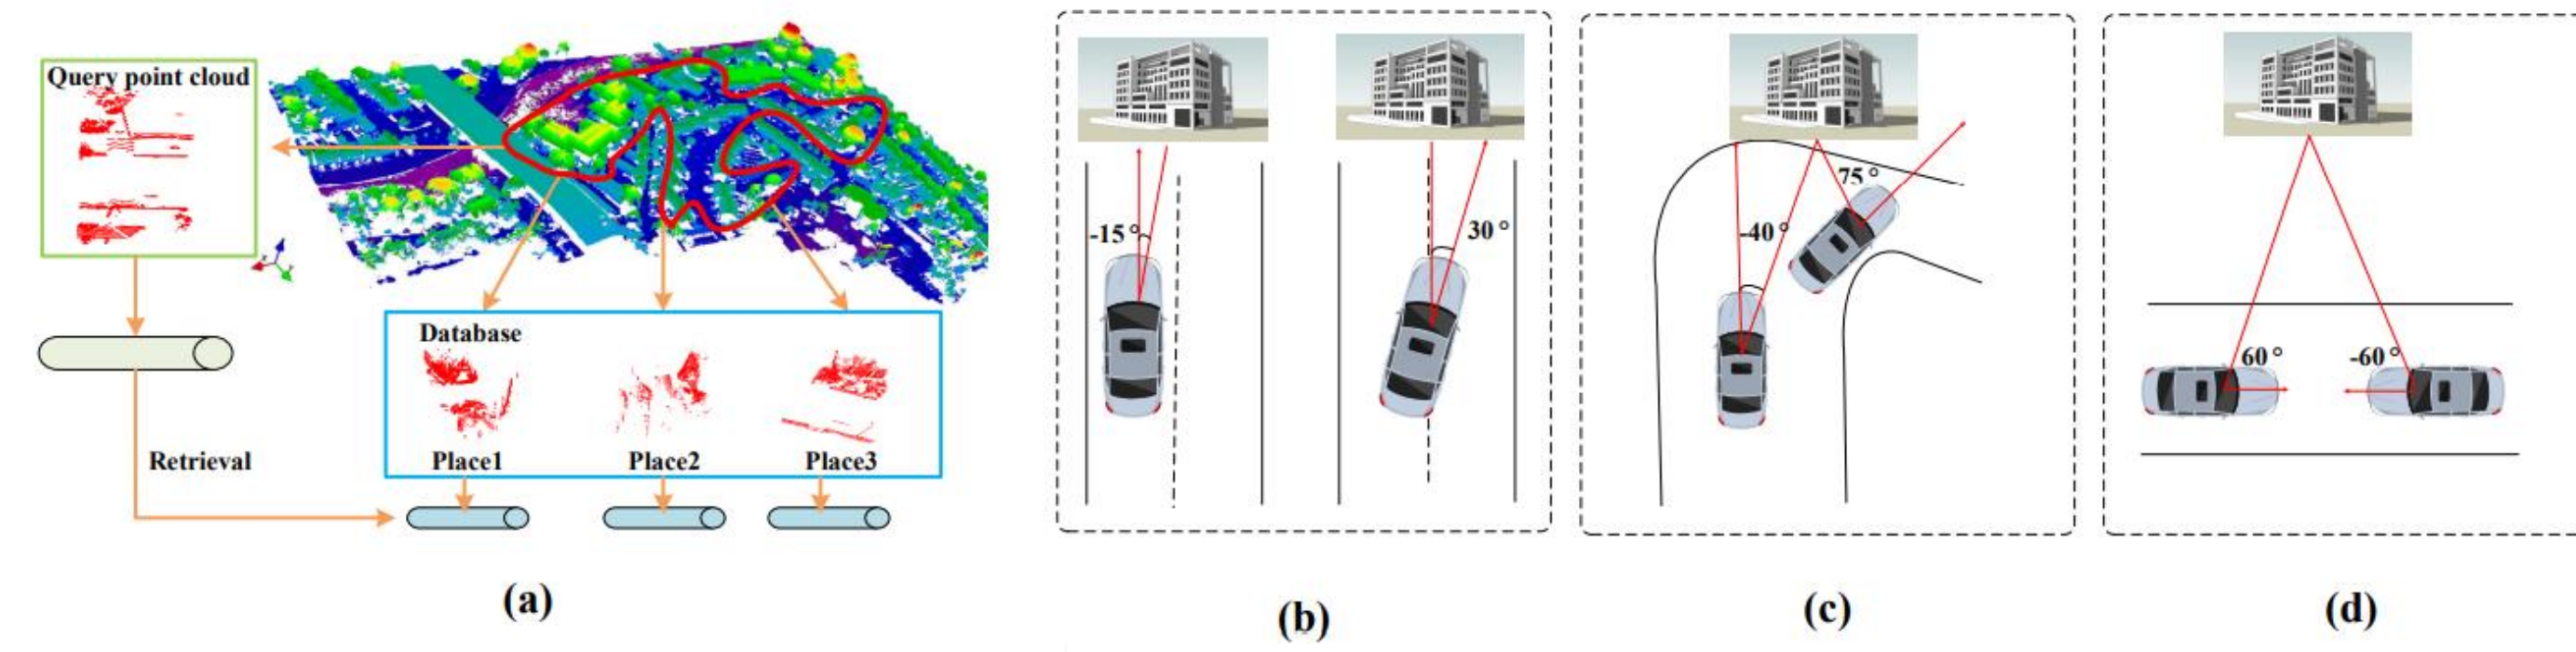 Query point cloud
Database
Place1 Place2 Place3
Retrieval
(a)
-15°
30°
(b)
75°
-40°
(c)
60° -60°
(d)